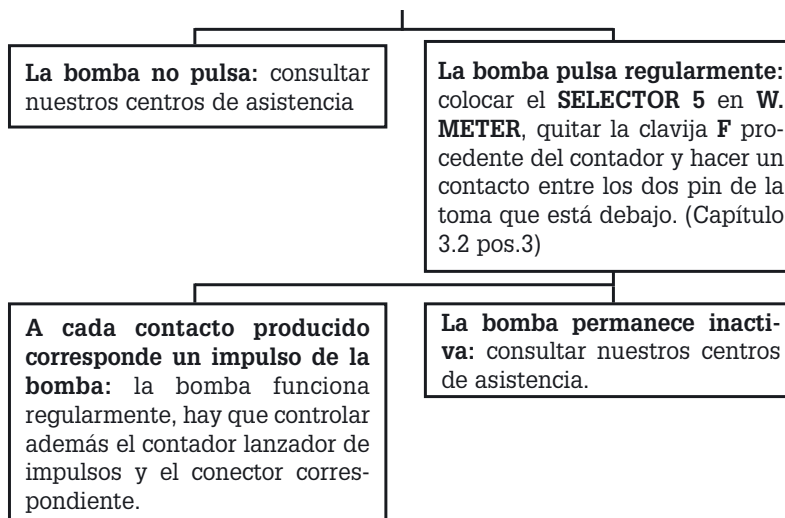 La bomba no pulsa: consultar
nuestros centros de asistencia
La bomba pulsa regularmente:
colocar el SELECTOR 5 en W.
METER, quitar la clavija F pro-
cedente del contador y hacer un
contacto entre los dos pin de la
toma que está debajo. (Capítulo
3.2 pos.3)
A cada contacto producido
corresponde un impulso de la
bomba: la bomba funciona
regularmente, hay que controlar
además el contador lanzador de
impulsos y el conector corres-
pondiente.
La bomba permanece inacti-
va: consultar nuestros centros
de asistencia.